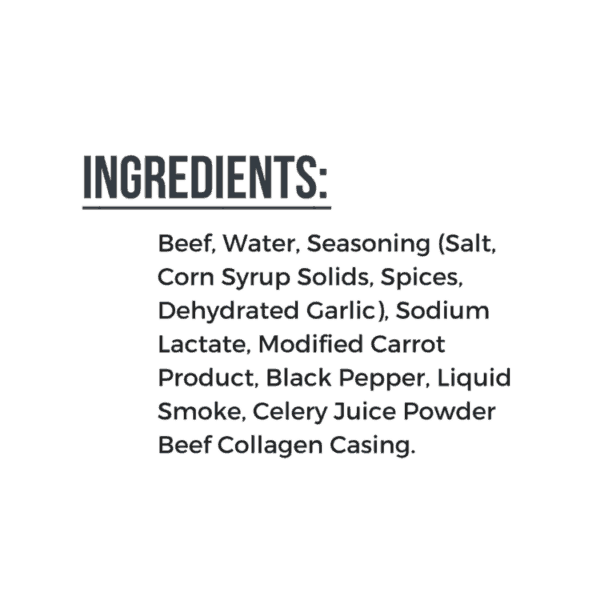 INGREDIENTS:
Beef, Water, Seasoning (Salt,
Corn Syrup Solids, Spices,
Dehydrated Garlic), Sodium
Lactate, Modified Carrot
Product, Black Pepper, Liquid
Smoke, Celery Juice Powder
Beef Collagen Casing.